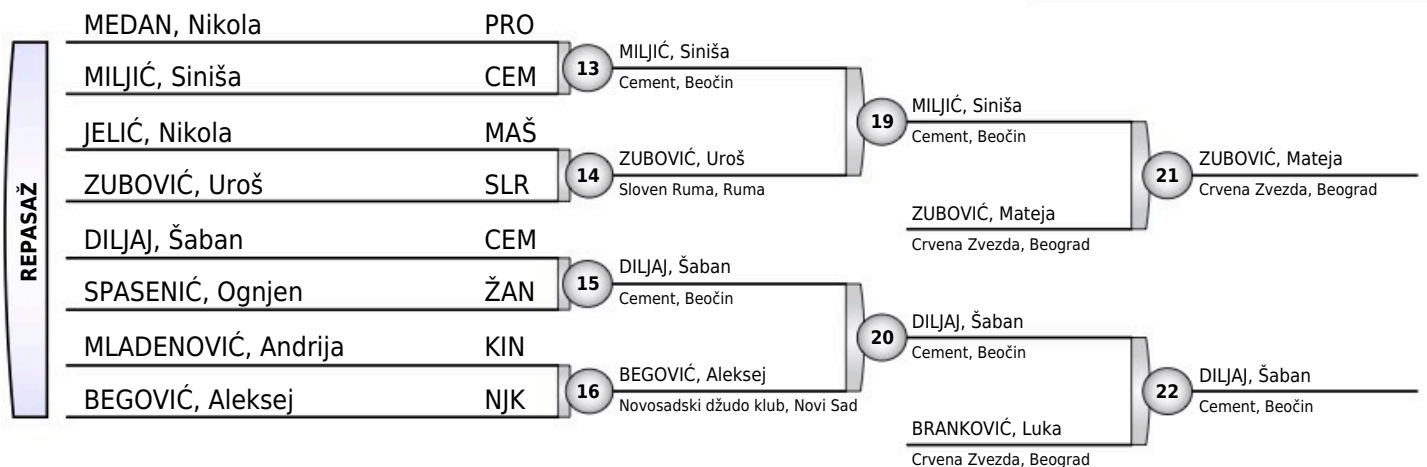 REPASAŽ
MEDAN, Nikola PRO
MILJIĆ, Siniša CEM
JELIĆ, Nikola MAŠ
ZUBOVIĆ, Uroš SLR
DILJAJ, Šaban CEM
SPASENIĆ, Ognjen ŽAN
MLADENOVIĆ, Andrija KIN
BEGOVIĆ, Aleksej NJK
13
MILJIĆ, Siniša
Cement, Beočin
14
ZUBOVIĆ, Uroš
Sloven Ruma, Ruma
15
DILJAJ, Šaban
Cement, Beočin
16
BEGOVIĆ, Aleksej
Novosadski džudo klub, Novi Sad
19
MILJIĆ, Siniša
Cement, Beočin
ZUBOVIĆ, Mateja
Crvena Zvezda, Beograd
20
DILJAJ, Šaban
Cement, Beočin
BRANKOVIĆ, Luka
Crvena Zvezda, Beograd
21
ZUBOVIĆ, Mateja
Crvena Zvezda, Beograd
22
DILJAJ, Šaban
Cement, Beočin